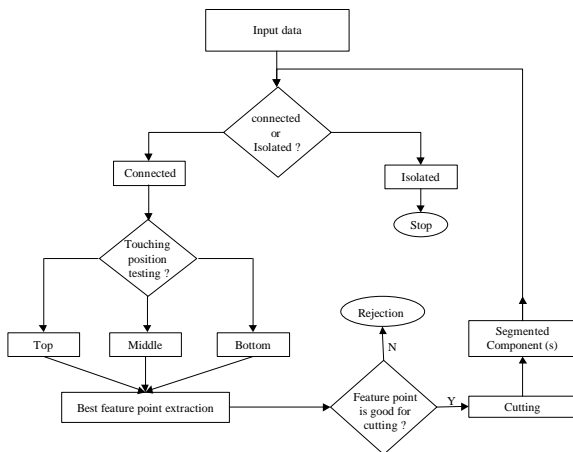 Input data
connected
or
Isolated ?
Connected
Isolated
Stop
Touching
position
testing ?
Top
Middle
Bottom
Best feature point extraction
Rejection
N
Feature point
is good for
cutting ?
Y
Cutting
Segmented
Component (s)